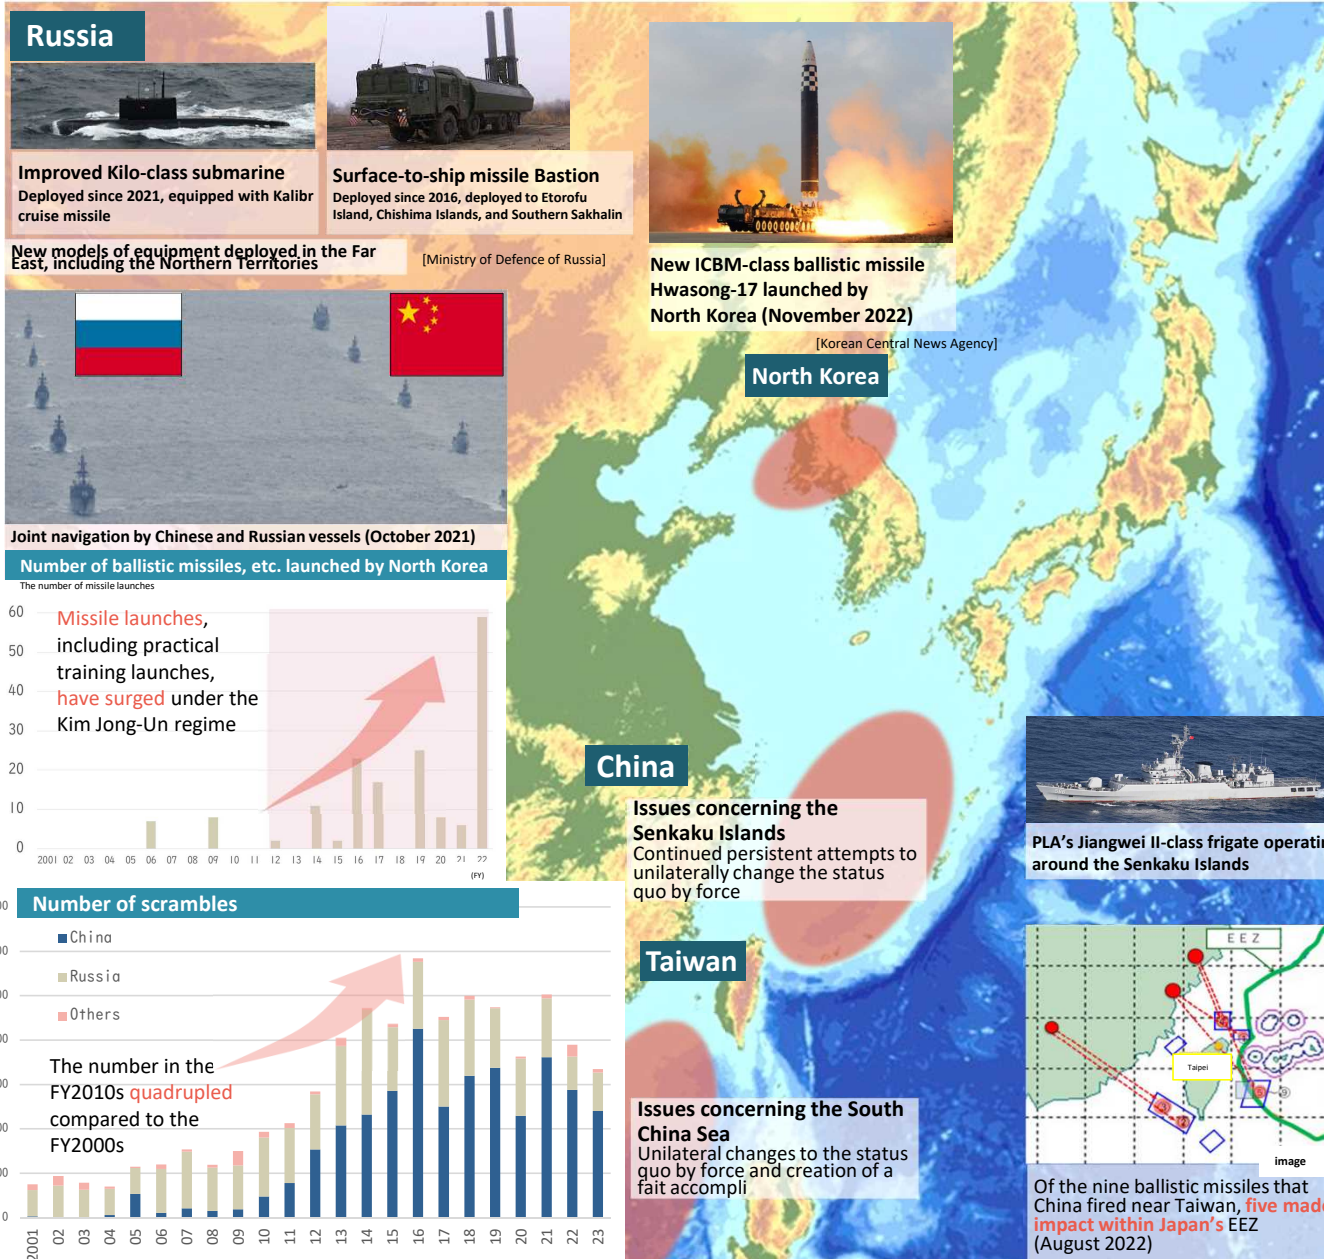 Russia
Improved Kilo-class submarine
Deployed since 2021, equipped with Kalibr
cruise missile
Surface-to-ship missile Bastion
Deployed since 2016, deployed to Etorofu
Island, Chishima Islands, and Southern Sakhalin
New models of equipment deployed in the Far
East, including the Northern Territories
[Ministry of Defence of Russia]
New ICBM-class ballistic missile
Hwasong-17 launched by
North Korea (November 2022)
[Korean Central News Agency]
North Korea
Joint navigation by Chinese and Russian vessels (October 2021)
Number of ballistic missiles, etc. launched by North Korea
The number of missile launches
60
50
40
30
20
10
0
Missile launches,
including practical
training launches,
have surged under the
Kim Jong-Un regime
2001 02 03 04 05 06 07 08 09 10 11 12 13 14 15 16 17 18 19 20 21 22
(FY)
China
Issues concerning the
Senkaku Islands
Continued persistent attempts to
unilaterally change the status
quo by force
PLA's Jiangwei II-class frigate operatin
around the Senkaku Islands
Number of scrambles
China
Russia
Others
The number in the
FY2010s quadrupled
compared to the
FY2000s
00
00
00
00
00
00
0
2001 02 03 04 05 06 07 08 09 10 11 12 13 14 15 16 17 18 19 20 21 22 23
Taiwan
Issues concerning the South
China Sea
Unilateral changes to the status
quo by force and creation of a
fait accompli
EEZ
Taipei
image
Of the nine ballistic missiles that
China fired near Taiwan, five made
impact within Japan's EEZ
(August 2022)